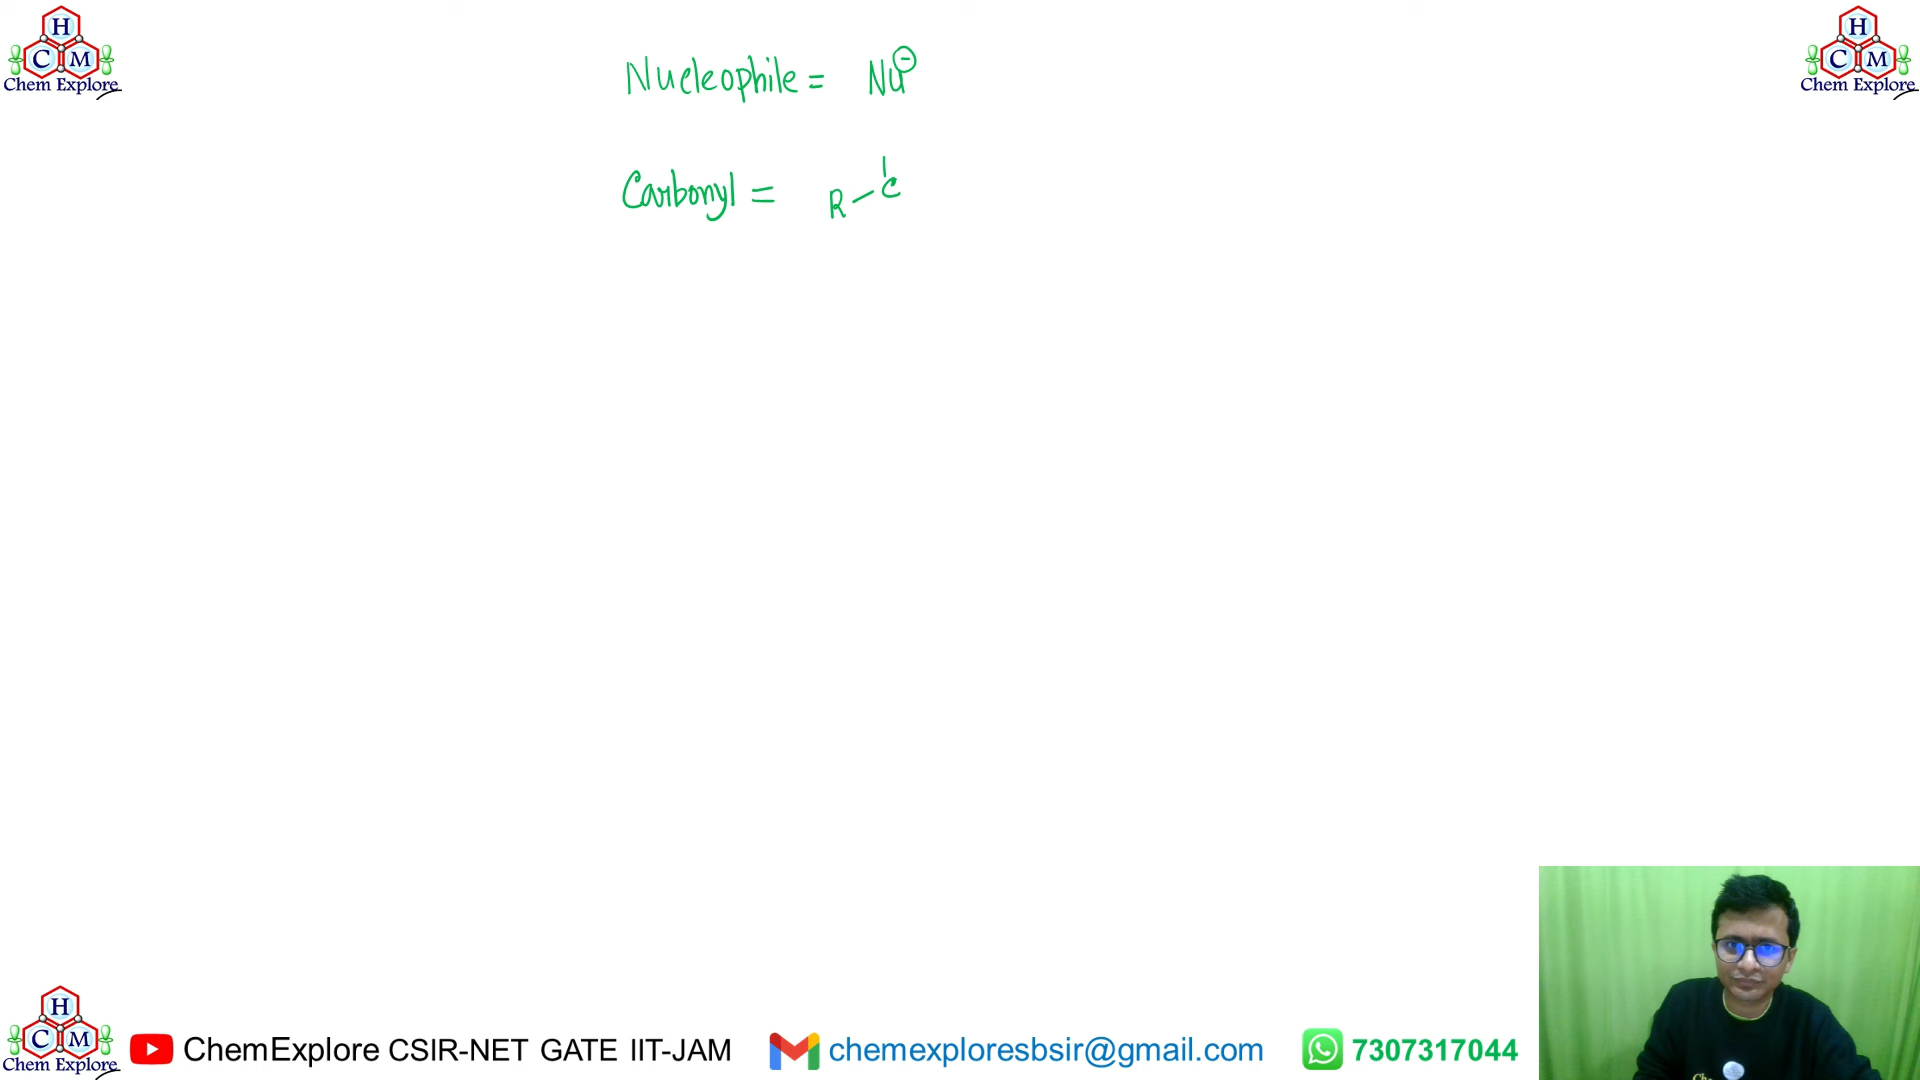 H
C M
Chem Explore
H
C M
Chem Explore
Nucleophile = Nu⊖
Carbonyl = R - C
H
C M
Chem Explore
ChemExplore CSIR-NET GATE IIT-JAM chemexploresbsir@gmail.com 7307317044